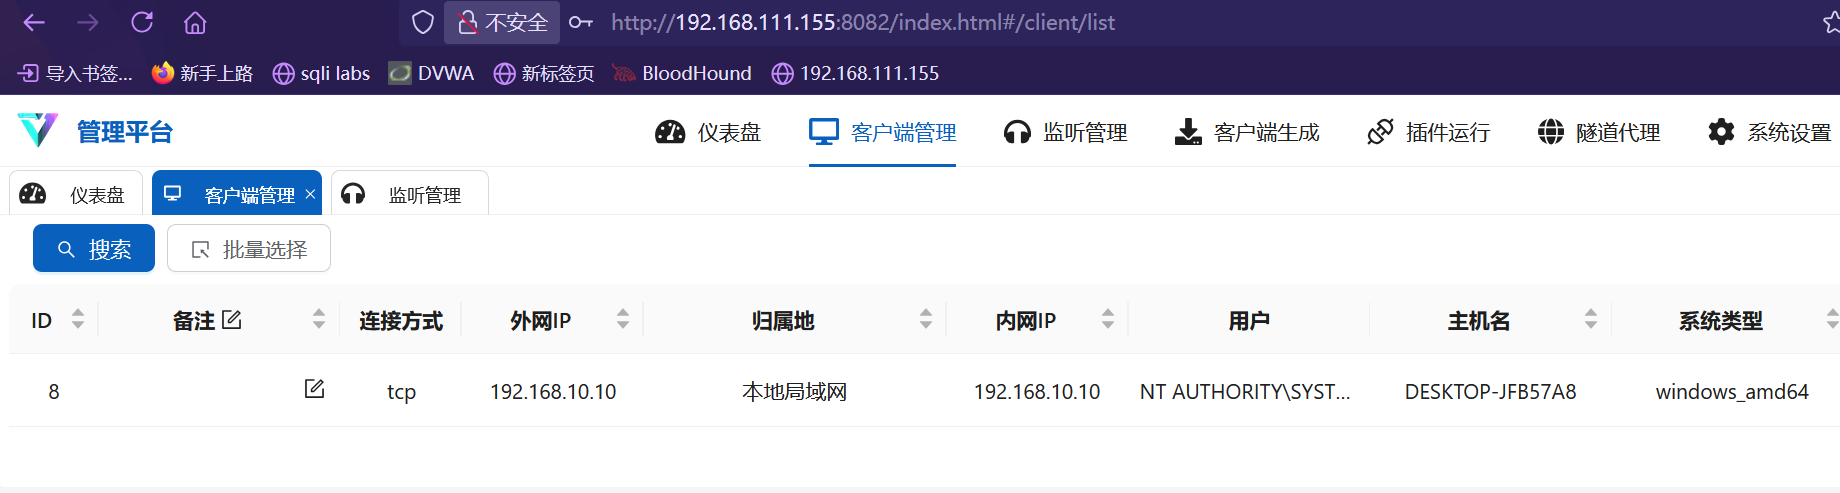 不安全 http://192.168.111.155:8082/index.html#/client/list
导入书签... 新手上路 sqli labs DVWA 新标签页 BloodHound 192.168.111.155
管理平台 仪表盘 客户端管理 监听管理 客户端生成 插件运行 隧道代理 系统设置
仪表盘 客户端管理 监听管理
搜索 批量选择
ID 备注 连接方式 外网IP 归属地 内网IP 用户 主机名 系统类型
8 tcp 192.168.10.10 本地局域网 192.168.10.10 NT AUTHORITY\SYST... DESKTOP-JFB57A8 windows_amd64